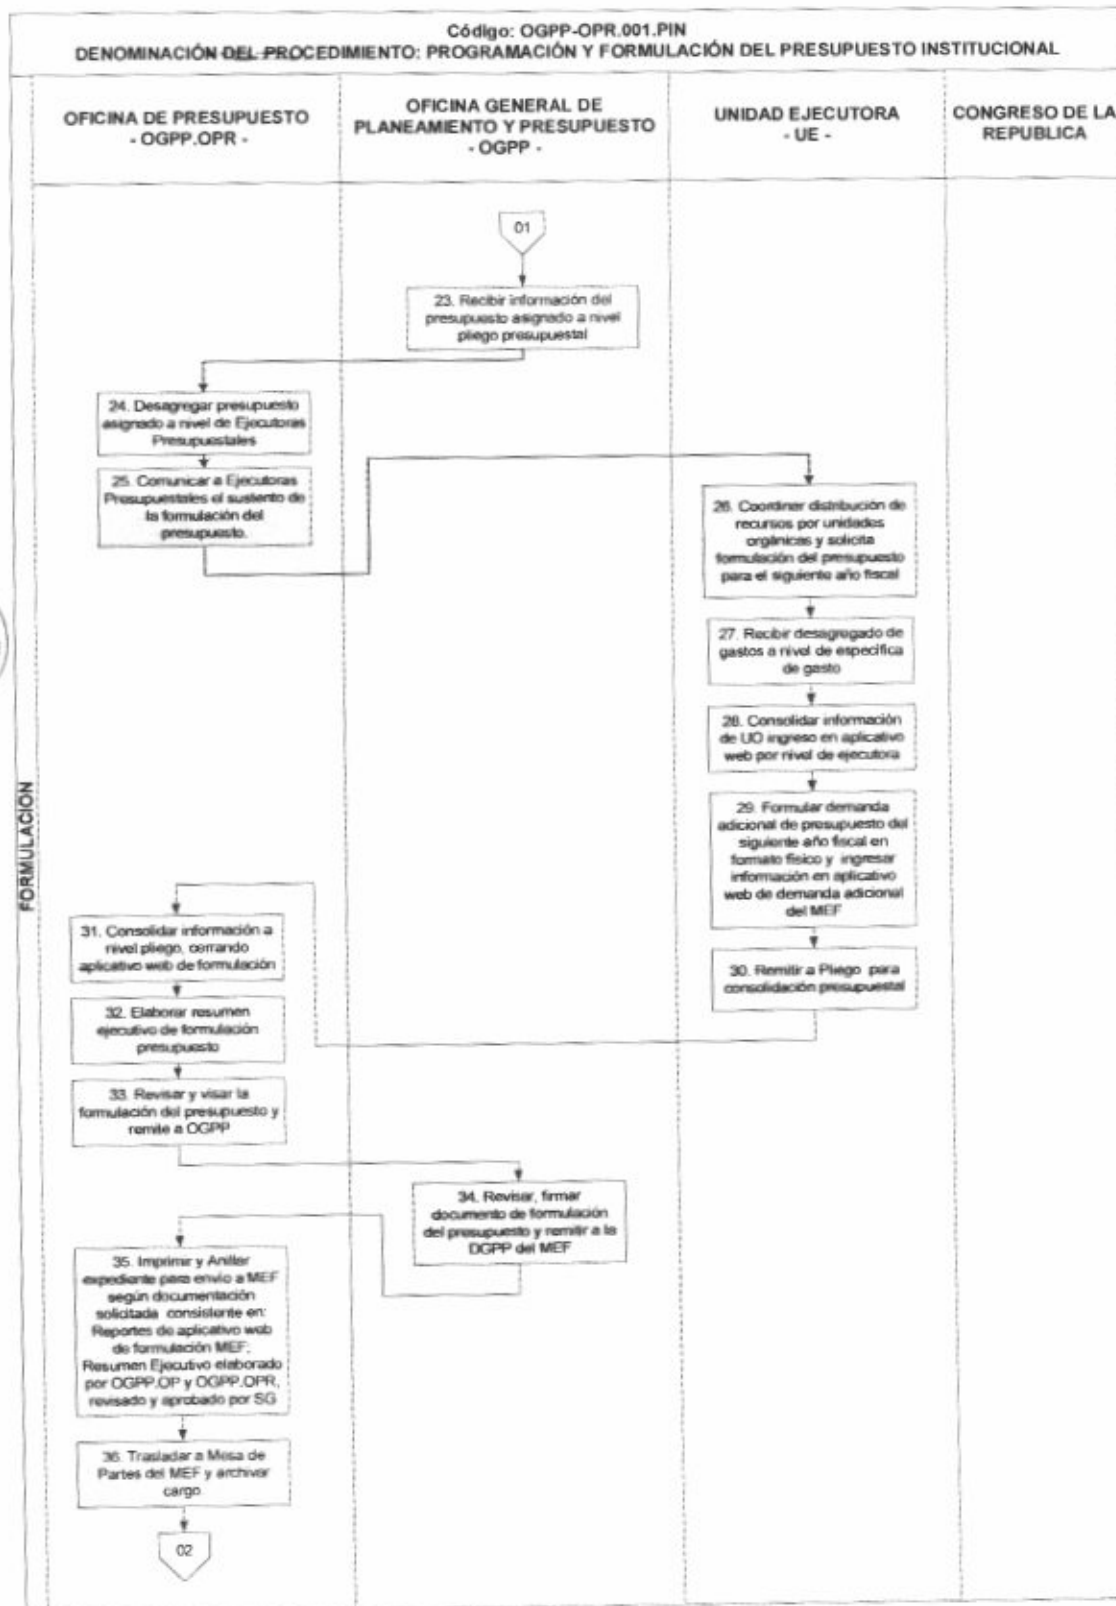 Código: OGPP-OPR.001.PIN
DENOMINACIÓN DEL PROCEDIMIENTO: PROGRAMACIÓN Y FORMULACIÓN DEL PRESUPUESTO INSTITUCIONAL
OFICINA DE PRESUPUESTO
- OGPP.OPR -
OFICINA GENERAL DE
PLANEAMIENTO Y PRESUPUESTO
- OGPP -
UNIDAD EJECUTORA
- UE -
CONGRESO DE LA
REPUBLICA
FORMULACION
01
23. Recibir información del
presupuesto asignado a nivel
pliego presupuestal
24. Desagregar presupuesto
asignado a nivel de Ejecutoras
Presupuestales
25. Comunicar a Ejecutoras
Presupuestales el sustento de
la formulación del
presupuesto.
26. Coordinar distribución de
recursos por unidades
orgánicas y solicita
formulación del presupuesto
para el siguiente año fiscal
27. Recibir desagregado de
gastos a nivel de específica
de gasto
28. Consolidar información
de UO ingreso en aplicativo
web por nivel de ejecutora
29. Formular demanda
adicional de presupuesto del
siguiente año fiscal en
formato físico y ingresar
información en aplicativo
web de demanda adicional
del MEF
30. Remitir a Pliego para
consolidación presupuestal
31. Consolidar información a
nivel pliego, cerrando
aplicativo web de formulación
32. Elaborar resumen
ejecutivo de formulación
presupuesto
33. Revisar y visar la
formulación del presupuesto y
remite a OGPP
34. Revisar, firmar
documento de formulación
del presupuesto y remitir a la
DGPP del MEF
35. Imprimir y Anillar
expediente para envío a MEF
según documentación
solicitada consistente en:
Reportes de aplicativo web
de formulación MEF;
Resumen Ejecutivo elaborado
por OGPP.OP y OGPP.OPR,
revisado y aprobado por SG
36. Trasladar a Mesa de
Partes del MEF y archivar
cargo
02